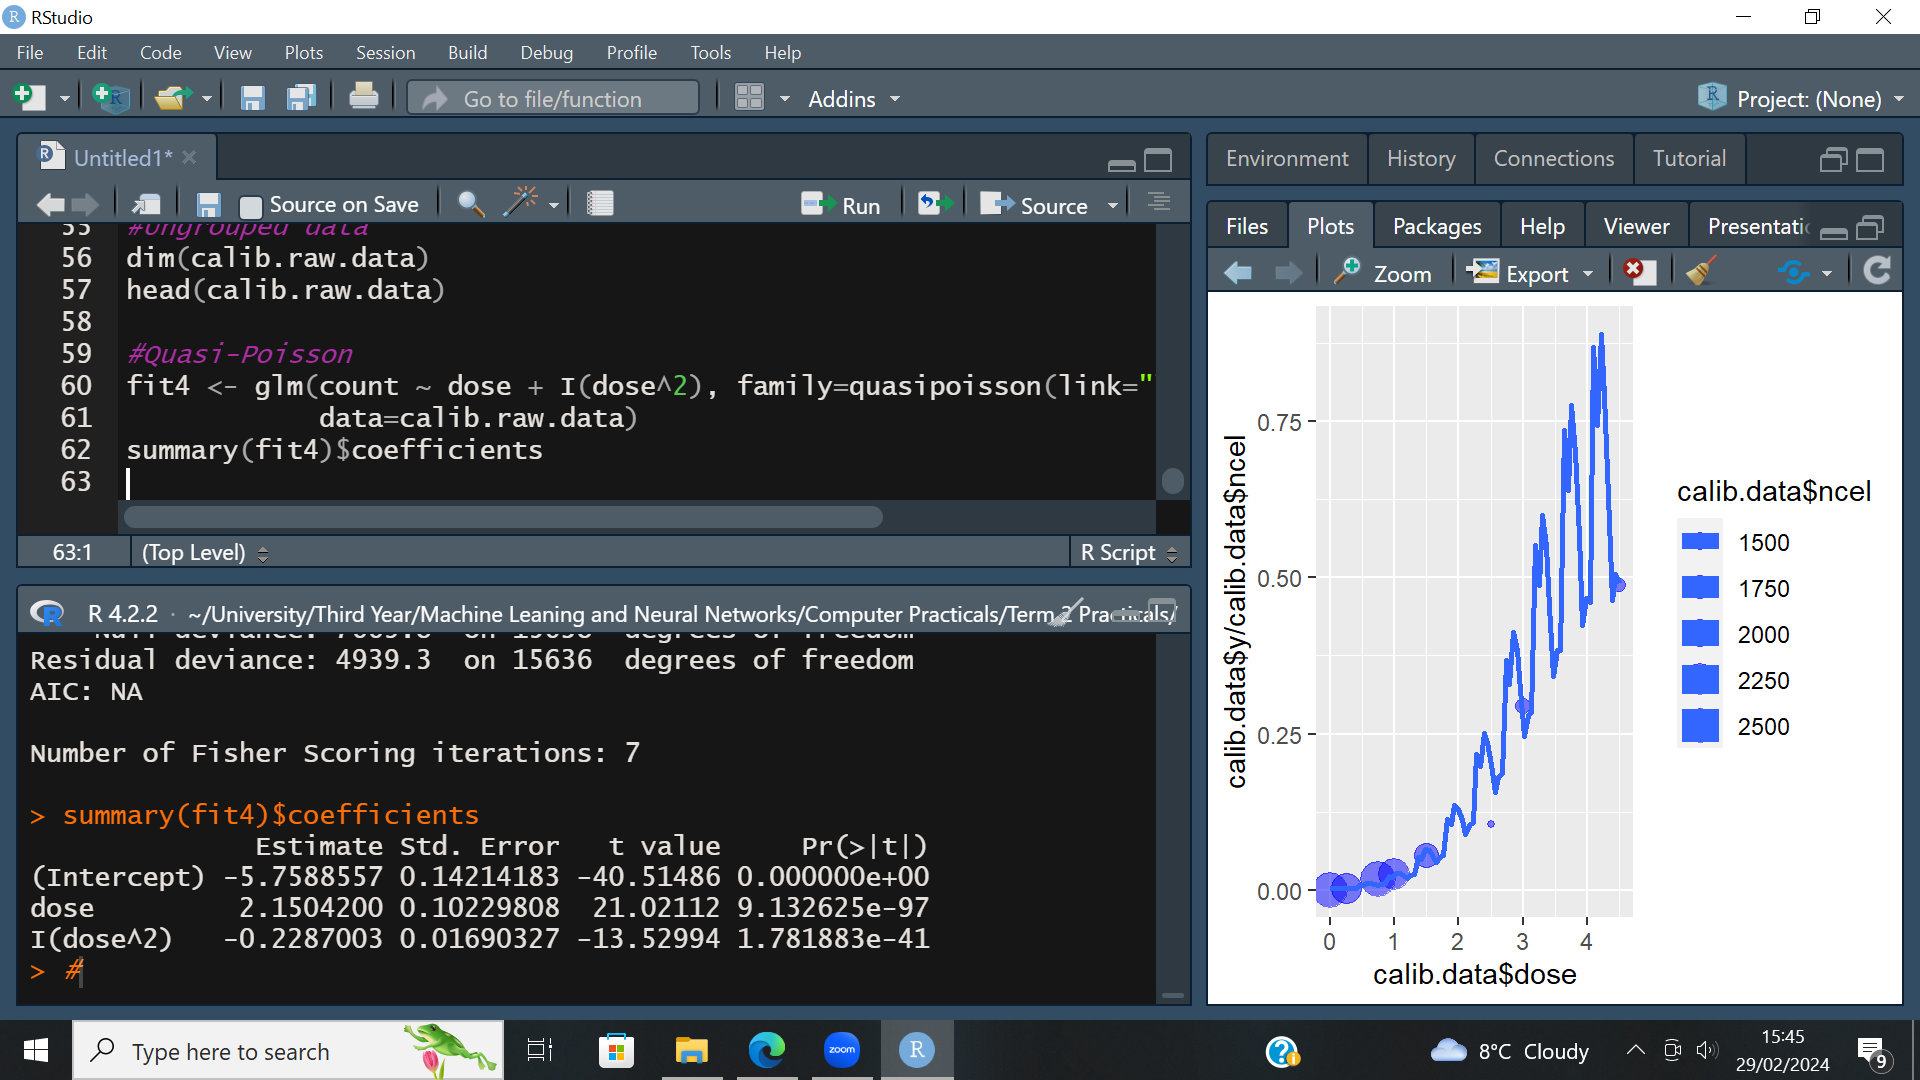 RStudio
File Edit Code View Plots Session Build Debug Profile Tools Help
Go to file/function Addins Project: (None)
Untitled1*
Source on Save Run Source
55 #Ungrouped data
56 dim(calib.raw.data)
57 head(calib.raw.data)
58
59 #Quasi-Poisson
60 fit4 <- glm(count ~ dose + I(dose^2), family=quasipoisson(link="
61 data=calib.raw.data)
62 summary(fit4)$coefficients
63
63:1 (Top Level) R Script
R 4.2.2 · ~/University/Third Year/Machine Leaning and Neural Networks/Computer Practicals/Term 2 Practicals/
on degrees of freedom
Residual deviance: 4939.3 on 15636 degrees of freedom
AIC: NA
Number of Fisher Scoring iterations: 7
> summary(fit4)$coefficients
Estimate Std. Error t value Pr(>|t|)
(Intercept) -5.7588557 0.14214183 -40.51486 0.000000e+00
dose 2.1504200 0.10229808 21.02112 9.132625e-97
I(dose^2) -0.2287003 0.01690327 -13.52994 1.781883e-41
> #
Environment History Connections Tutorial
Files Plots Packages Help Viewer Presentatio
Zoom Export
calib.data$y/calib.data$ncel
0.75
0.50
0.25
0.00
0 1 2 3 4
calib.data$dose
calib.data$ncel
1500
1750
2000
2250
2500
Type here to search
zoom
R
8°C Cloudy
15:45
29/02/2024
9